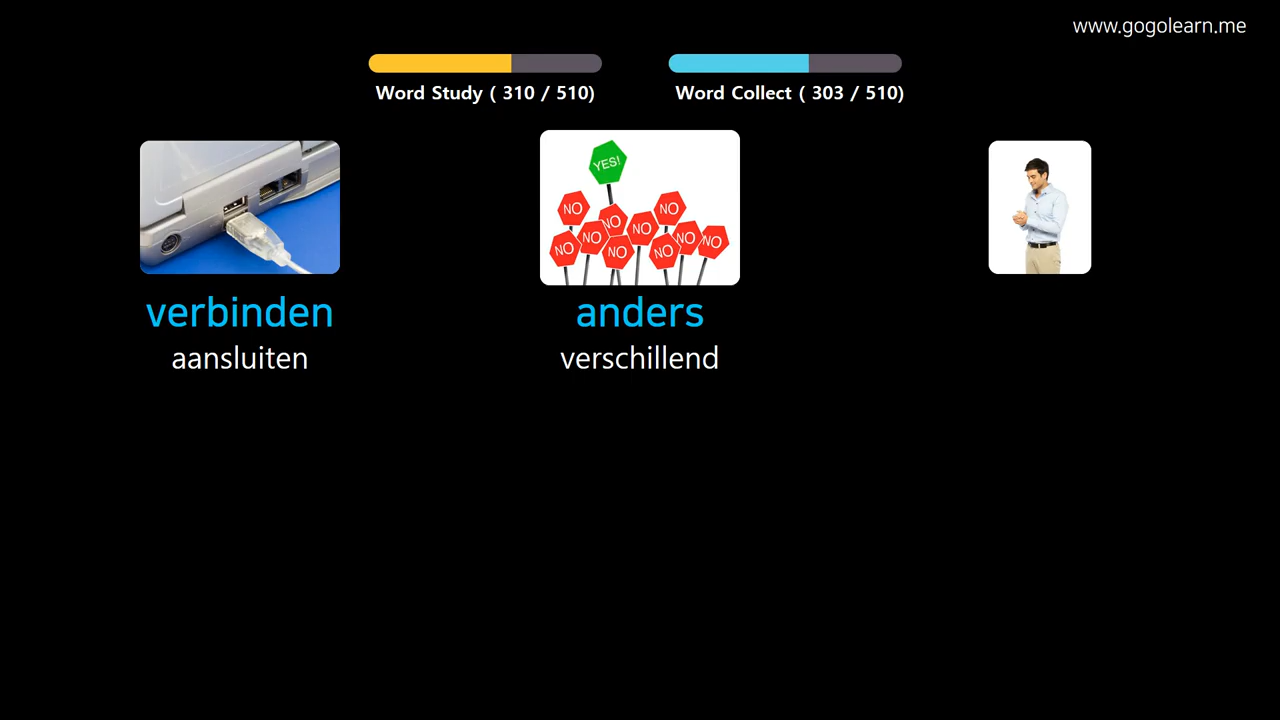 www.gogolearn.me
Word Study ( 310 / 510)
Word Collect ( 303 / 510)
YES!
NO
NO
NO
NO
NO
NO
NO
NO
NO
NO
verbinden
anders
aansluiten
verschillend